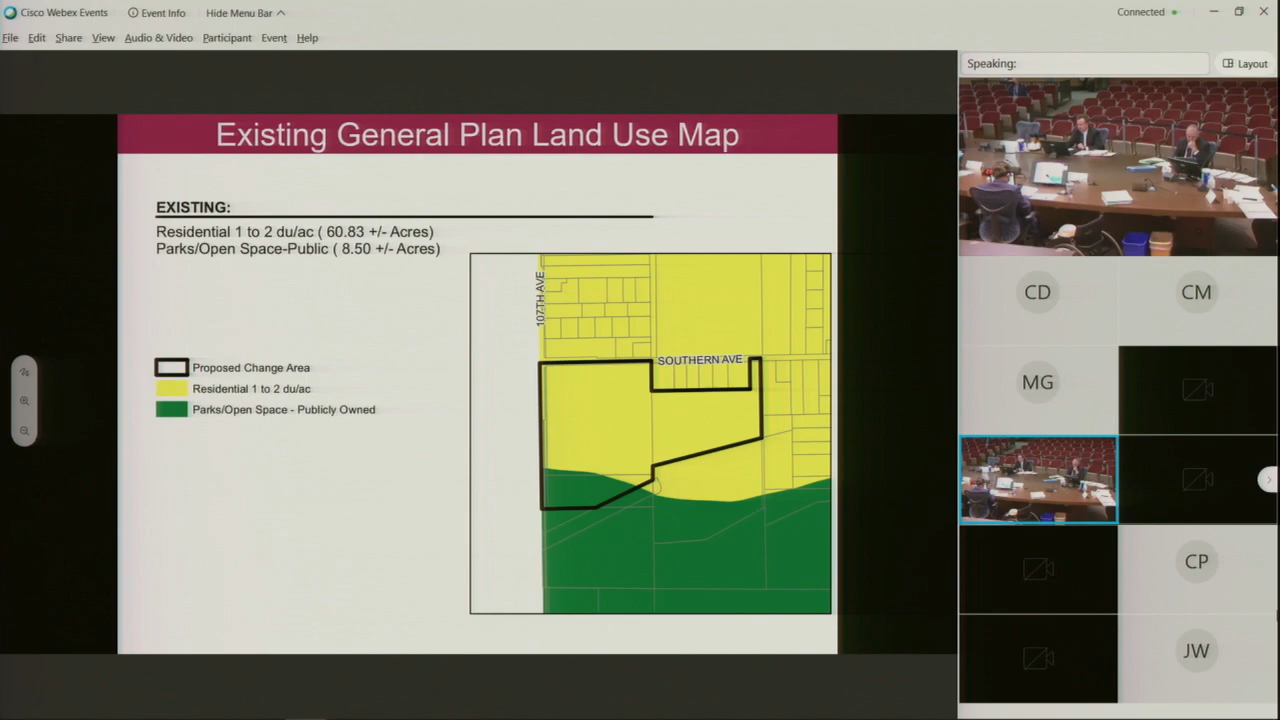 Cisco Webex Events
Event Info
Hide Menu Bar
Connected
File Edit Share View Audio & Video Participant Event Help
Speaking:
Layout
Existing General Plan Land Use Map
EXISTING:
Residential 1 to 2 du/ac ( 60.83 +/- Acres)
Parks/Open Space-Public ( 8.50 +/- Acres)
107TH AVE
SOUTHERN AVE
Proposed Change Area
Residential 1 to 2 du/ac
Parks/Open Space - Publicly Owned
CD
CM
MG
CP
JW